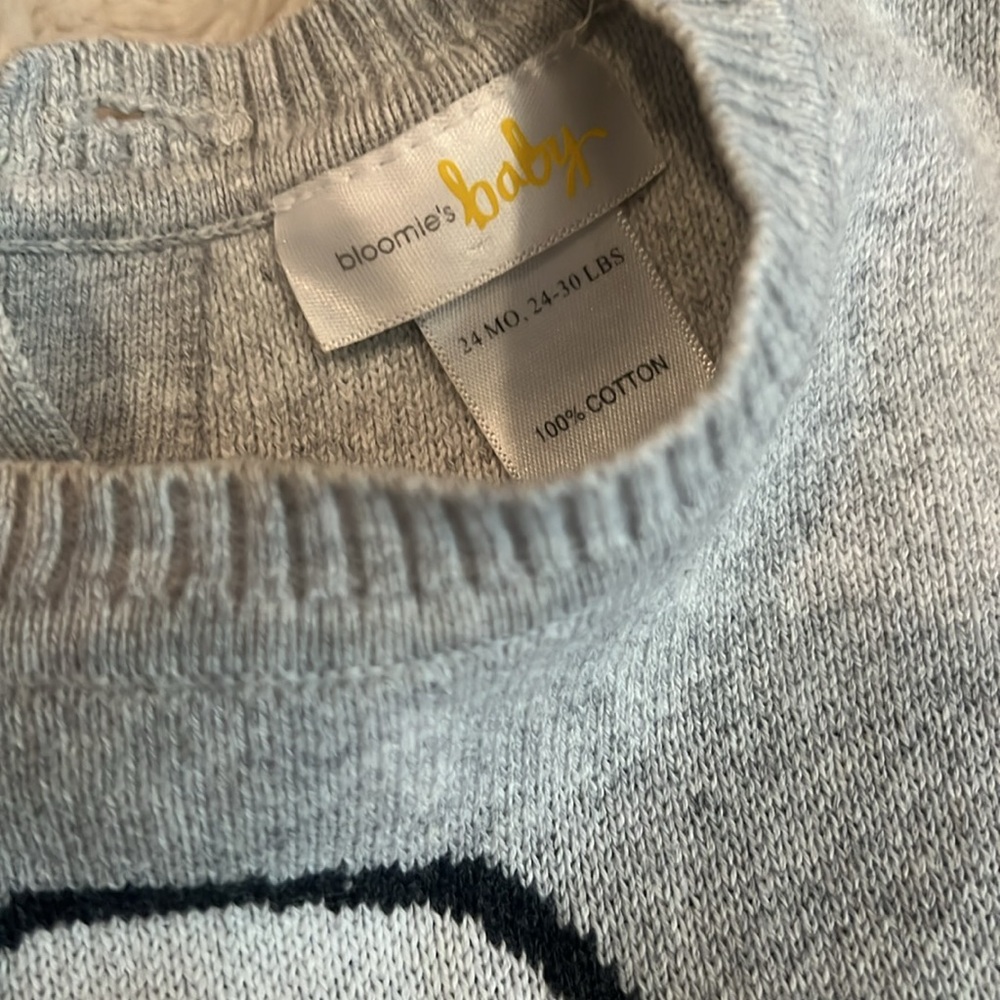 bloomie's baby
24 MO, 24-30 LBS
100% COTTON